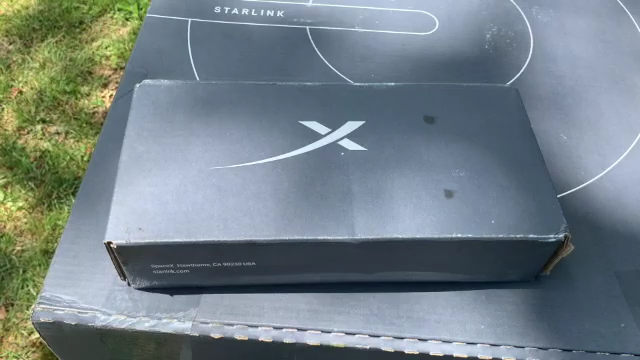 STARLINK
X
SpaceX Hawthorne, Ca 90250 USA
starlink.com